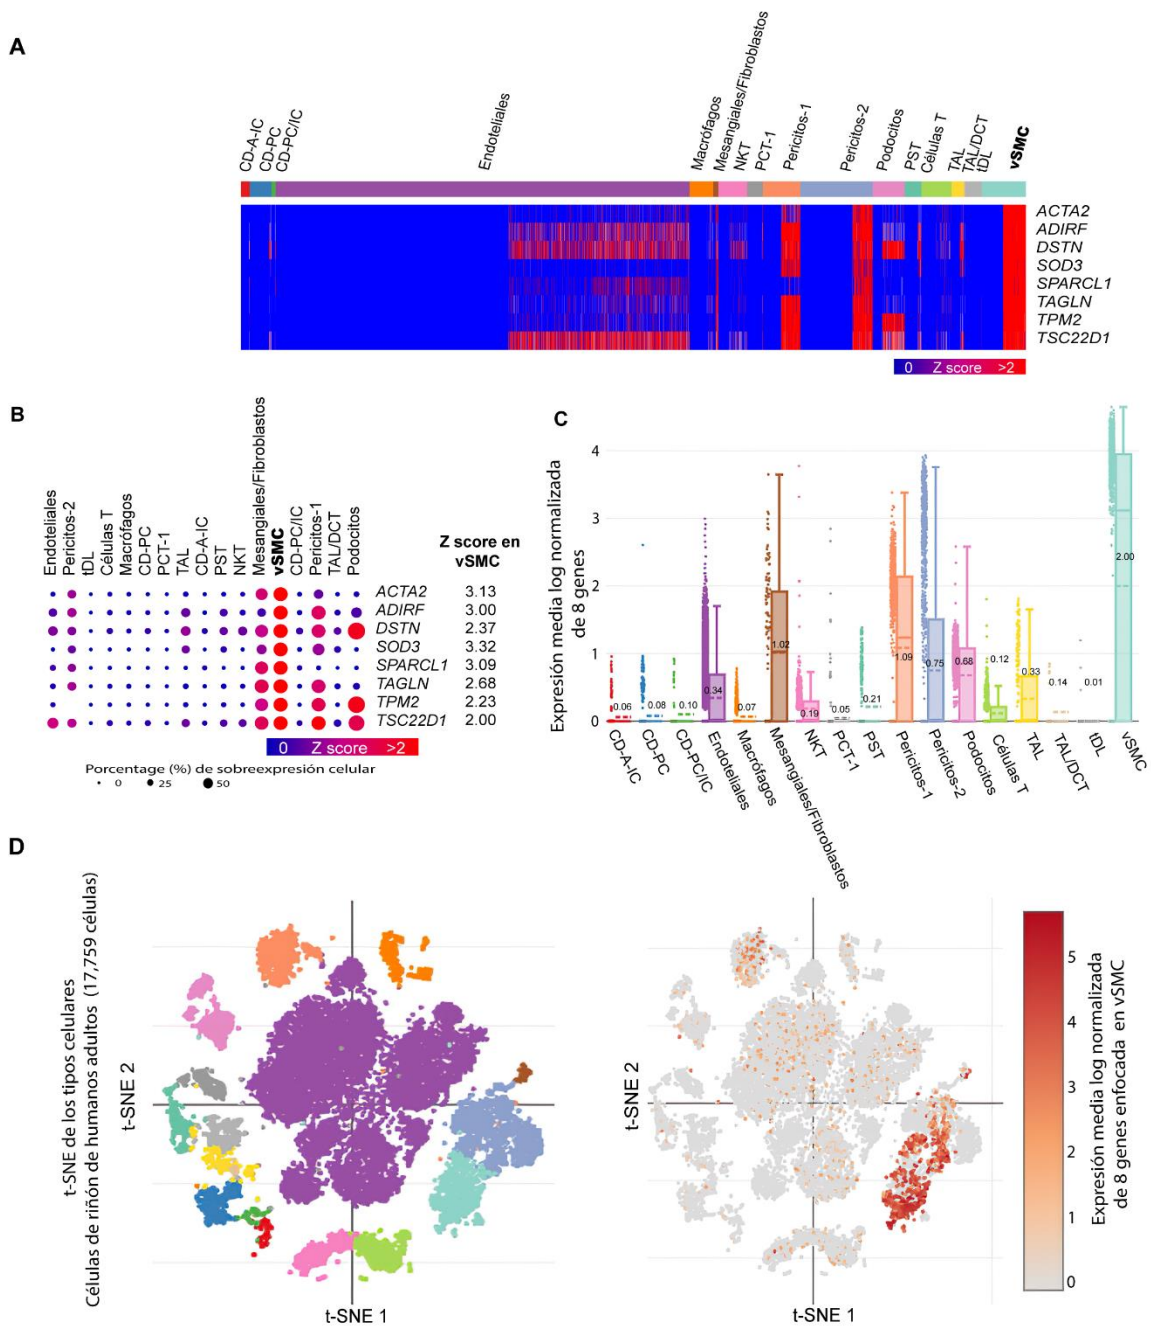 A
CD-A-IC
CD-PC
CD-PC/IC
Endoteliales
Macrófagos
Mesangiales/Fibroblastos
NKT
PCT-1
Pericitos-1
Pericitos-2
Podocitos
PST
Células T
TAL
TAL/DCT
tDL
vSMC
ACTA2
ADIRF
DSTN
SOD3
SPARCL1
TAGLN
TPM2
TSC22D1
0 Z score >2
B
Endoteliales
Pericitos-2
tDL
Células T
Macrófagos
CD-PC
PCT-1
TAL
CD-A-IC
PST
NKT
Mesangiales/Fibroblastos
vSMC
CD-PC/IC
Pericitos-1
TAL/DCT
Podocitos
Z score en
vSMC
ACTA2 3.13
ADIRF 3.00
DSTN 2.37
SOD3 3.32
SPARCL1 3.09
TAGLN 2.68
TPM2 2.23
TSC22D1 2.00
0 Z score >2
Porcentage (%) de sobreexpresión celular
0 25 50
C
Expresión media log normalizada
de 8 genes
4
3
2
1
0
0.06
0.08
0.10
0.34
0.07
1.02
0.19
0.05
0.21
1.09
0.75
0.68
0.12
0.33
0.14
0.01
2.00
CD-A-IC
CD-PC
CD-PC/IC
Endoteliales
Macrófagos
Mesangiales/Fibroblastos
NKT
PCT-1
PST
Pericitos-1
Pericitos-2
Podocitos
Células T
TAL
TAL/DCT
tDL
vSMC
D
t-SNE de los tipos celulares
Células de riñón de humanos adultos (17,759 células)
t-SNE 2
t-SNE 1
t-SNE 2
t-SNE 1
5
4
3
2
1
0
Expresión media log normalizada
de 8 genes enfocada en vSMC